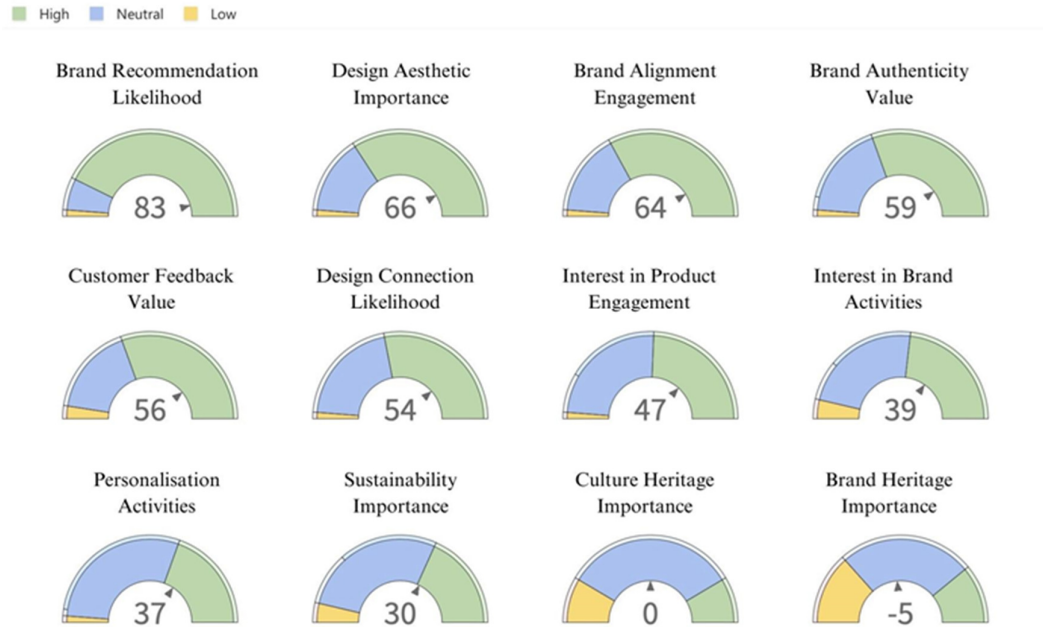 High Neutral Low
Brand Recommendation
Likelihood
Design Aesthetic
Importance
Brand Alignment
Engagement
Brand Authenticity
Value
83
66
64
59
Customer Feedback
Value
Design Connection
Likelihood
Interest in Product
Engagement
Interest in Brand
Activities
56
54
47
39
Personalisation
Activities
Sustainability
Importance
Culture Heritage
Importance
Brand Heritage
Importance
37
30
0
-5